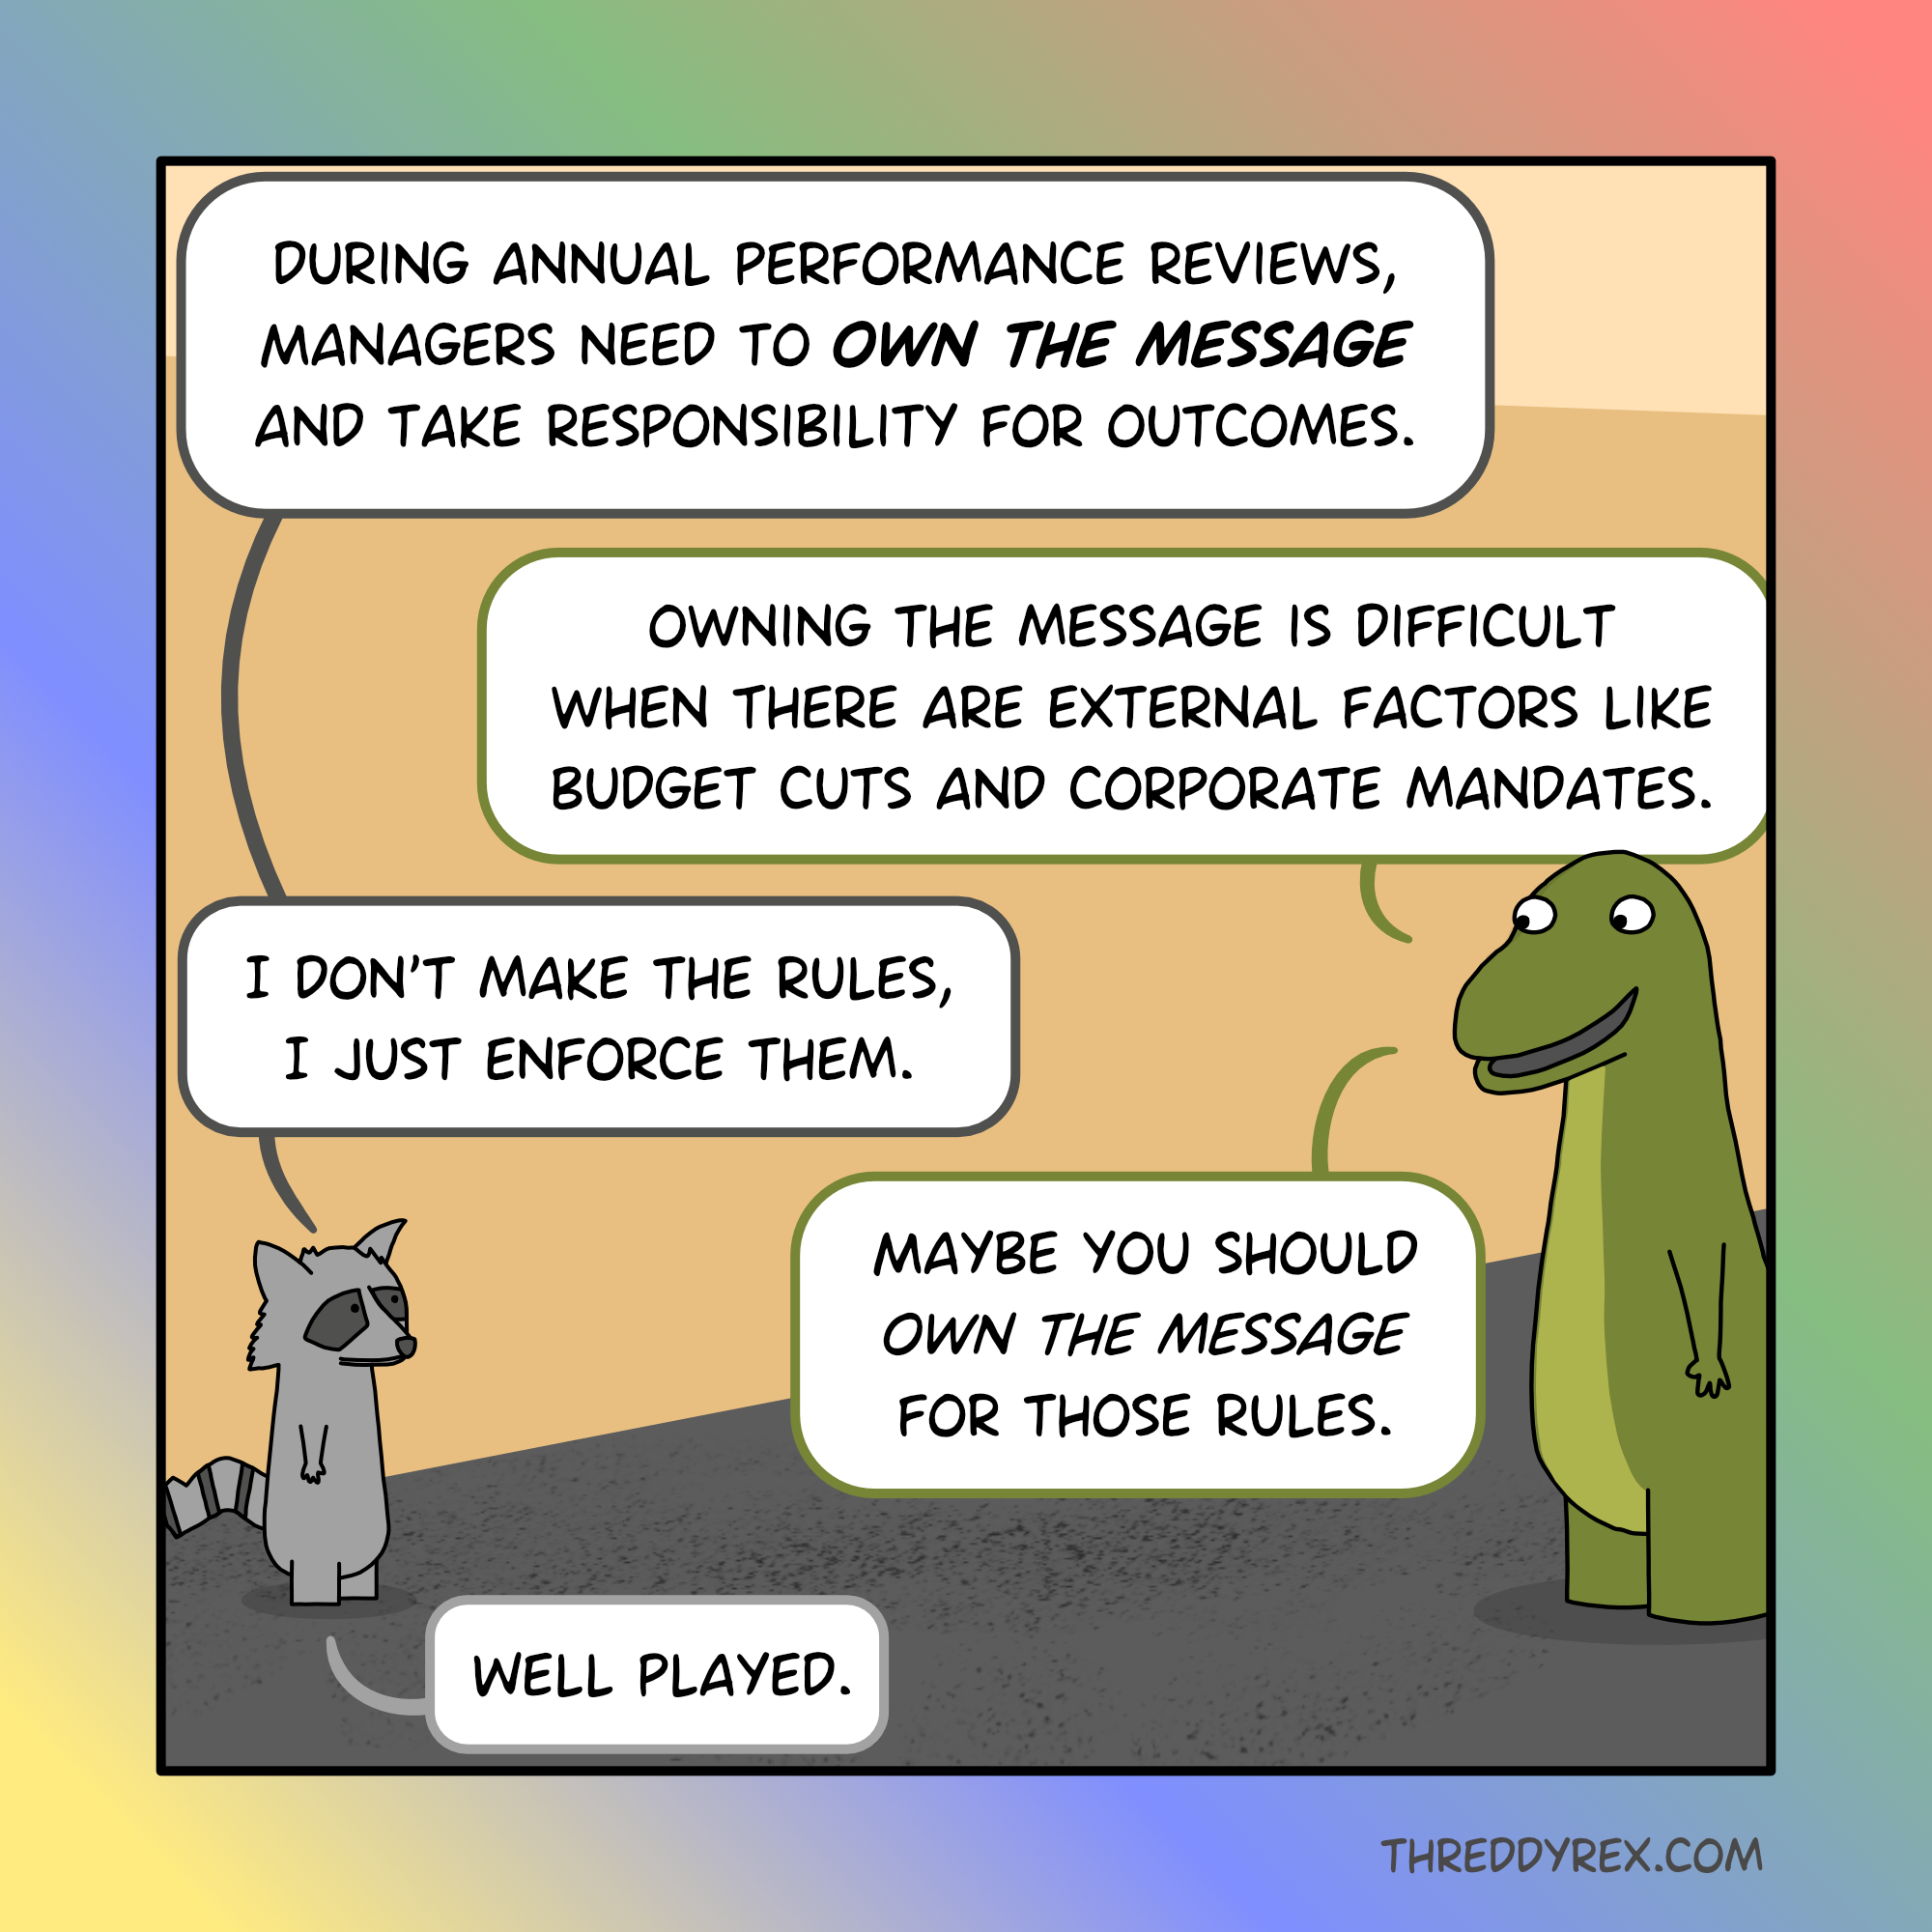 DURING ANNUAL PERFORMANCE REVIEWS,
MANAGERS NEED TO OWN THE MESSAGE
AND TAKE RESPONSIBILITY FOR OUTCOMES.
OWNING THE MESSAGE IS DIFFICULT
WHEN THERE ARE EXTERNAL FACTORS LIKE
BUDGET CUTS AND CORPORATE MANDATES.
I DON'T MAKE THE RULES,
I JUST ENFORCE THEM.
MAYBE YOU SHOULD
OWN THE MESSAGE
FOR THOSE RULES.
WELL PLAYED.
THREDDYREX.COM